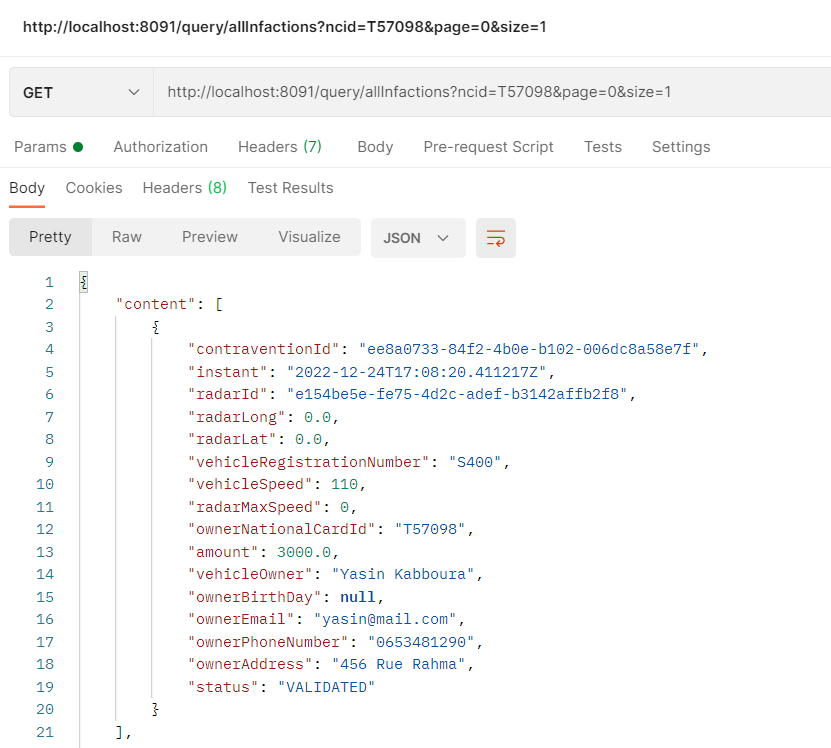 http://localhost:8091/query/allInfactions?ncid=T57098&page=0&size=1
GET http://localhost:8091/query/allInfactions?ncid=T57098&page=0&size=1
Params Authorization Headers (7) Body Pre-request Script Tests Settings
Body Cookies Headers (8) Test Results
Pretty Raw Preview Visualize JSON
1 {
2 "content": [
3 {
4 "contraventionId": "ee8a0733-84f2-4b0e-b102-006dc8a58e7f",
5 "instant": "2022-12-24T17:08:20.411217Z",
6 "radarId": "e154be5e-fe75-4d2c-adef-b3142affb2f8",
7 "radarLong": 0.0,
8 "radarLat": 0.0,
9 "vehicleRegistrationNumber": "S400",
10 "vehicleSpeed": 110,
11 "radarMaxSpeed": 0,
12 "ownerNationalCardId": "T57098",
13 "amount": 3000.0,
14 "vehicleOwner": "Yasin Kabboura",
15 "ownerBirthDay": null,
16 "ownerEmail": "yasin@mail.com",
17 "ownerPhoneNumber": "0653481290",
18 "ownerAddress": "456 Rue Rahma",
19 "status": "VALIDATED"
20 }
21 ],